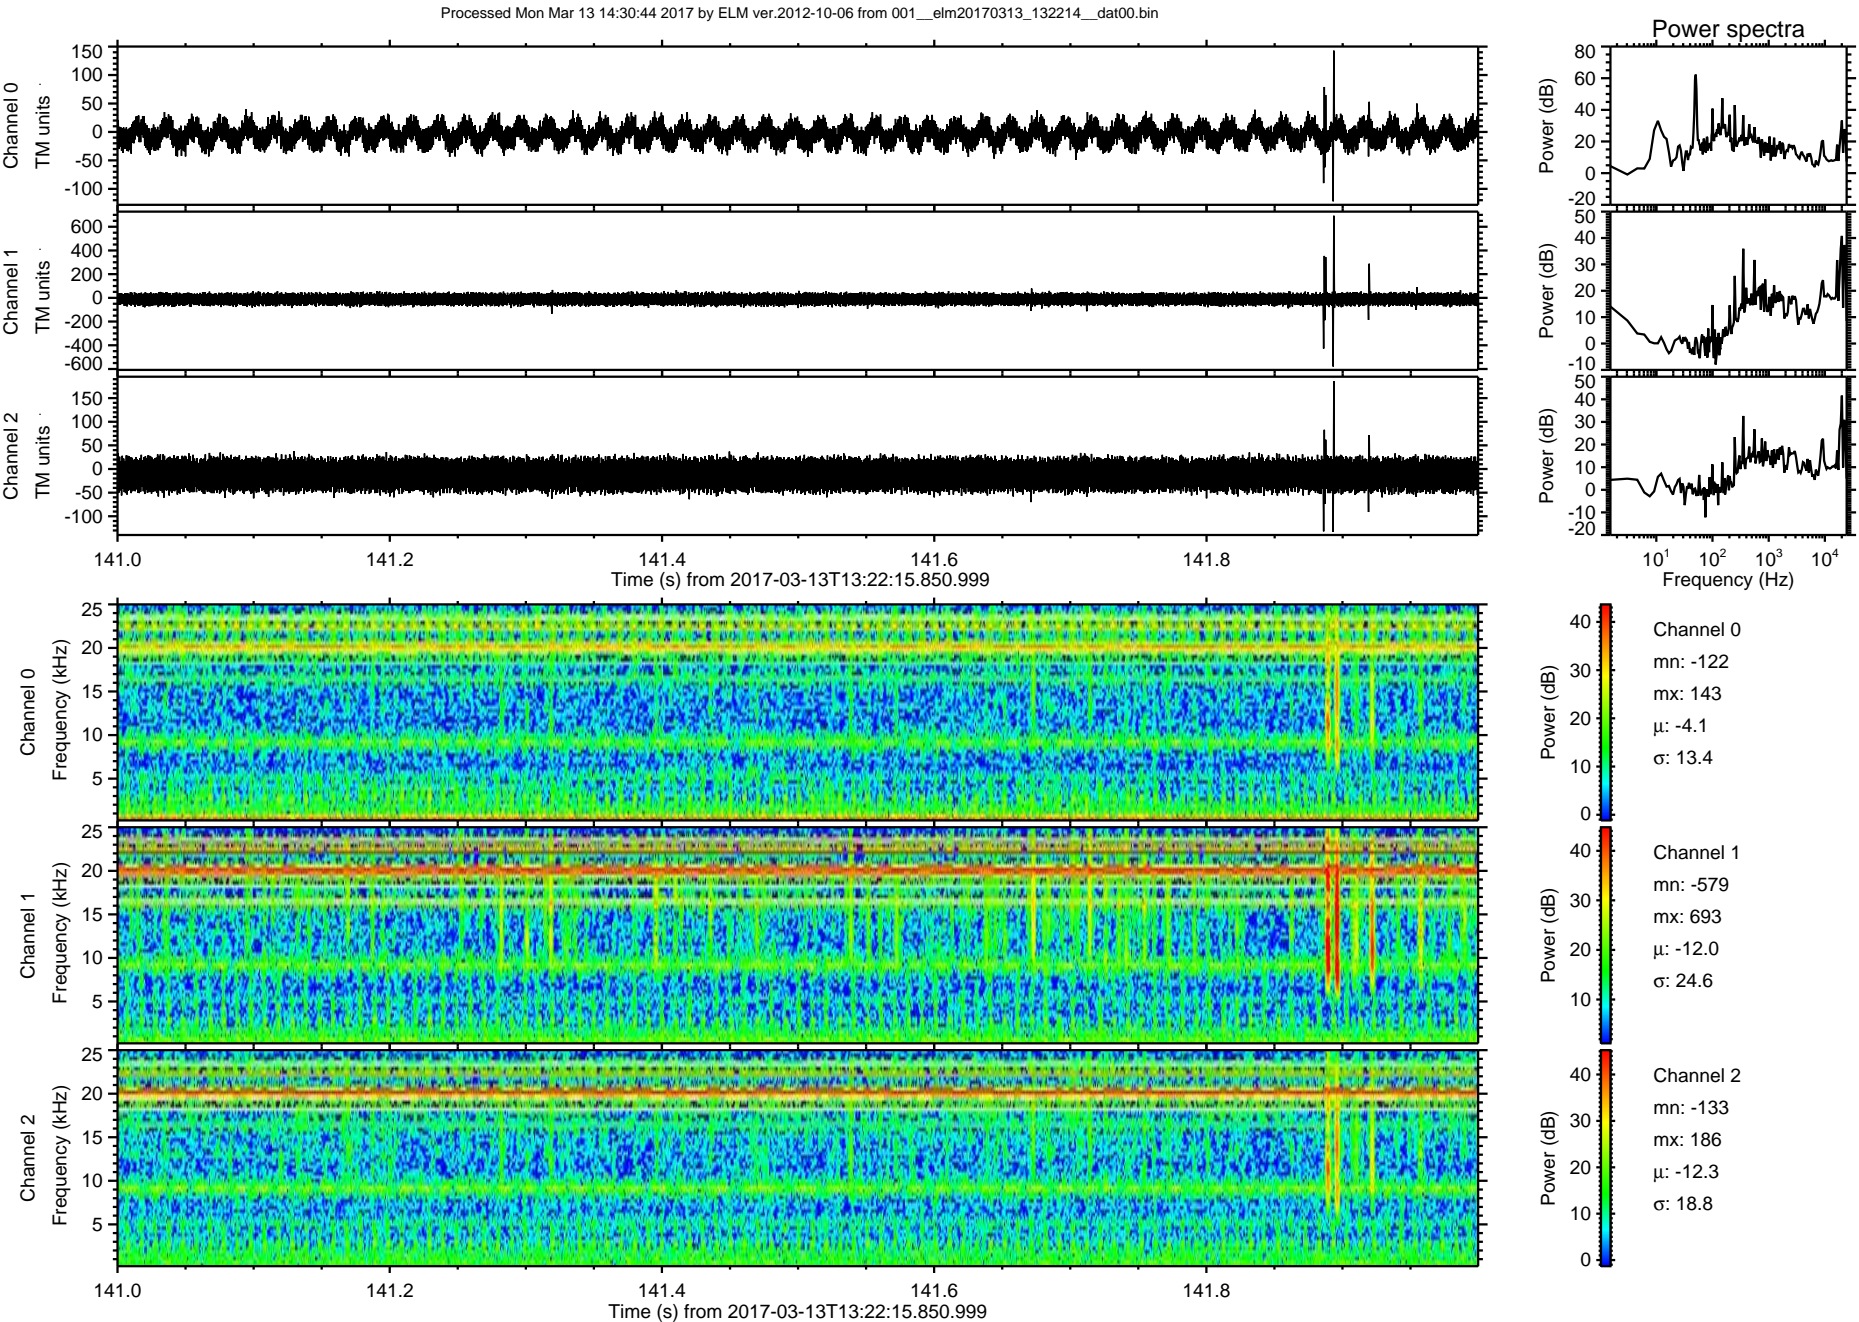 Processed Mon Mar 13 14:30:44 2017 by ELM ver.2012-10-06 from 001__elm20170313_132214__dat00.bin
Power spectra
Channel 0
TM units
150
100
50
0
-50
-100
Power (dB)
80
60
40
20
0
-20
Channel 1
TM units
600
400
200
0
-200
-400
-600
Power (dB)
50
40
30
20
10
0
-10
Channel 2
TM units
150
100
50
0
-50
-100
Power (dB)
50
40
30
20
10
0
-10
-20
141.0 141.2 141.4 141.6 141.8
Time (s) from 2017-03-13T13:22:15.850.999
10¹ 10² 10³ 10⁴
Frequency (Hz)
Channel 0
Frequency (kHz)
25
20
15
10
5
Power (dB)
40
30
20
10
0
Channel 0
mn: -122
mx: 143
µ: -4.1
σ: 13.4
Channel 1
Frequency (kHz)
25
20
15
10
5
Power (dB)
40
30
20
10
Channel 1
mn: -579
mx: 693
µ: -12.0
σ: 24.6
Channel 2
Frequency (kHz)
25
20
15
10
5
Power (dB)
40
30
20
10
0
Channel 2
mn: -133
mx: 186
µ: -12.3
σ: 18.8
141.0 141.2 141.4 141.6 141.8
Time (s) from 2017-03-13T13:22:15.850.999